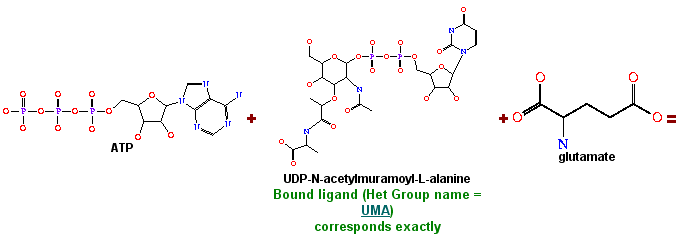 ATP
+
UDP-N-acetylmuramoyl-L-alanine
Bound ligand (Het Group name =
UMA)
corresponds exactly
+
glutamate
=